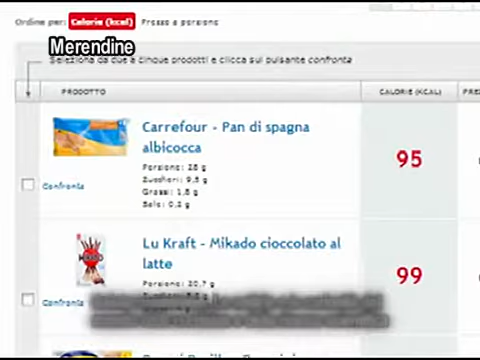 Ordine per: Calorie (kcal) Prezzo a porzione
Merendine
Seleziona da due a cinque prodotti e clicca sul pulsante confronta
PRODOTTO CALORIE (KCAL)
Carrefour - Pan di spagna
albicocca
95
Porzione: 28 g
Zuccheri: 9,5 g
Grassi: 1,8 g
Sale: 0,2 g
Confronta
Lu Kraft - Mikado cioccolato al
latte
99
Porzione: 20,7 g
Confronta